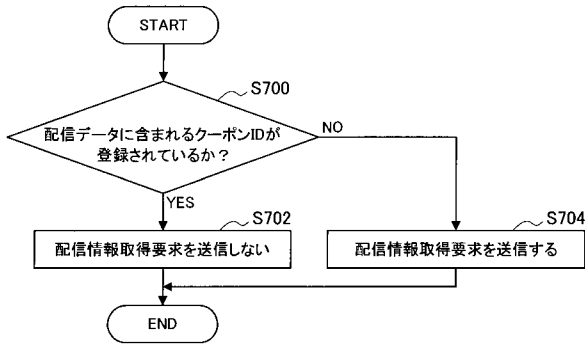 START
S700
配信データに含まれるクーポンIDが
登録されているか？
NO
YES
S702
配信情報取得要求を送信しない
S704
配信情報取得要求を送信する
END